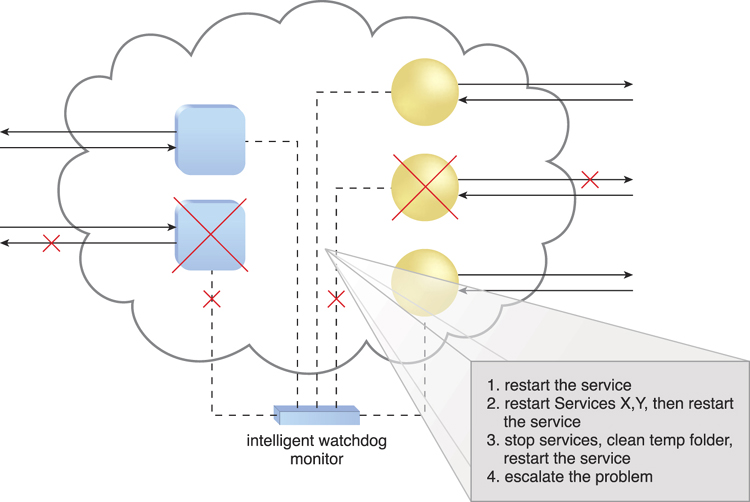 intelligent watchdog
monitor
1. restart the service
2. restart Services X,Y, then restart
the service
3. stop services, clean temp folder,
restart the service
4. escalate the problem